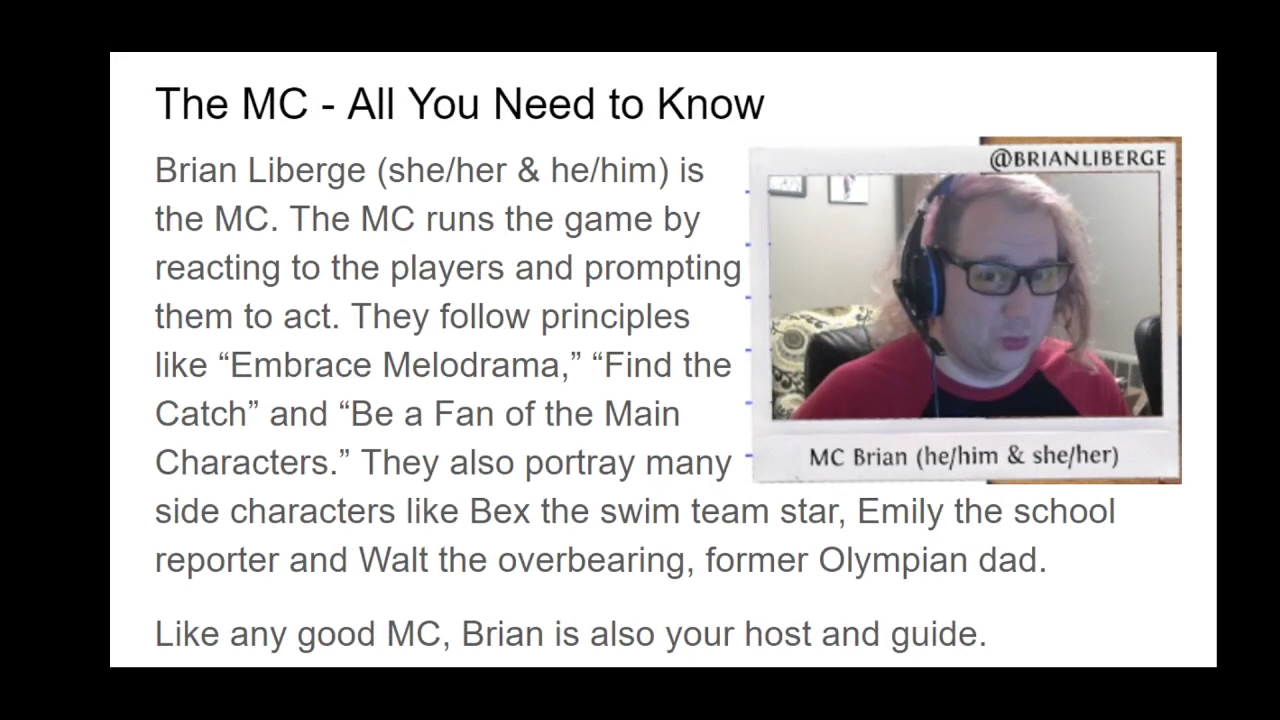 The MC - All You Need to Know
Brian Liberge (she/her & he/him) is
the MC. The MC runs the game by
reacting to the players and prompting
them to act. They follow principles
like “Embrace Melodrama,” “Find the
Catch” and “Be a Fan of the Main
Characters.” They also portray many
side characters like Bex the swim team star, Emily the school
reporter and Walt the overbearing, former Olympian dad.
Like any good MC, Brian is also your host and guide.
@BRIANLIBERGE
MC Brian (he/him & she/her)